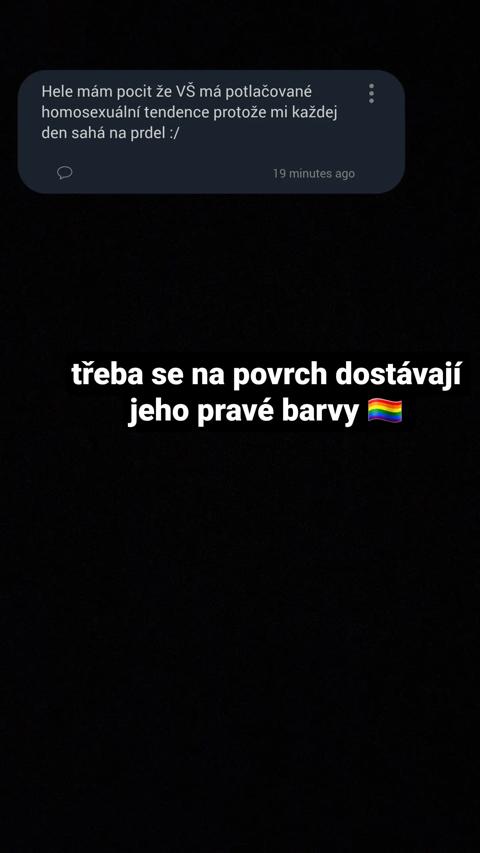 Hele mám pocit že VŠ má potlačované
homosexuální tendence protože mi každej
den sahá na prdel :/
19 minutes ago
třeba se na povrch dostávají
jeho pravé barvy 🏳️‍🌈